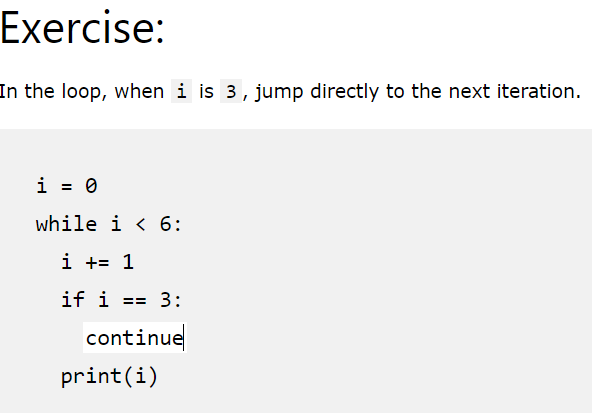 Exercise:
In the loop, when i is 3, jump directly to the next iteration.
i = 0
while i < 6:
  i += 1
  if i == 3:
    continue
  print(i)